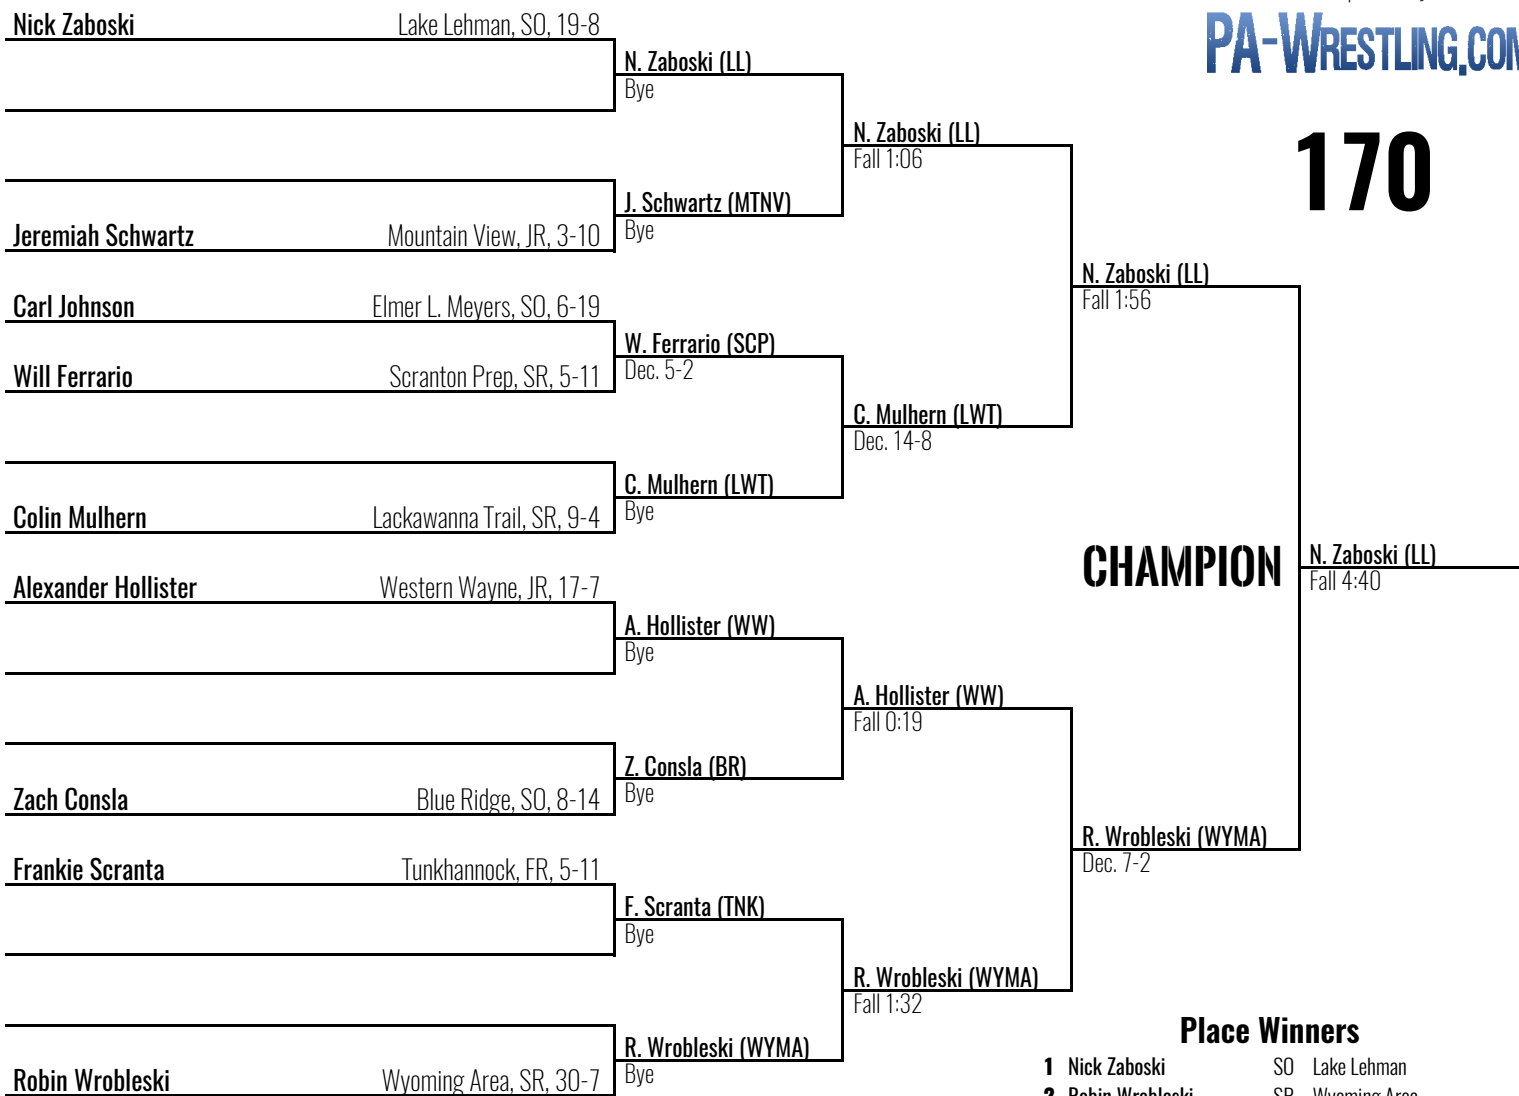 Nick Zaboski Lake Lehman, SO, 19-8
N. Zaboski (LL)
Bye
PA-WRESTLING.COM
N. Zaboski (LL)
Fall 1:06
170
J. Schwartz (MTNV)
Bye
Jeremiah Schwartz Mountain View, JR, 3-10
N. Zaboski (LL)
Fall 1:56
Carl Johnson Elmer L. Meyers, SO, 6-19
W. Ferrario (SCP)
Dec. 5-2
Will Ferrario Scranton Prep, SR, 5-11
C. Mulhern (LWT)
Dec. 14-8
C. Mulhern (LWT)
Bye
Colin Mulhern Lackawanna Trail, SR, 9-4
CHAMPION
N. Zaboski (LL)
Fall 4:40
Alexander Hollister Western Wayne, JR, 17-7
A. Hollister (WW)
Bye
A. Hollister (WW)
Fall 0:19
Z. Consla (BR)
Bye
Zach Consla Blue Ridge, SO, 8-14
R. Wrobleski (WYMA)
Dec. 7-2
Frankie Scranta Tunkhannock, FR, 5-11
F. Scranta (TNK)
Bye
R. Wrobleski (WYMA)
Fall 1:32
R. Wrobleski (WYMA)
Bye
Robin Wrobleski Wyoming Area, SR, 30-7
Place Winners
1 Nick Zaboski SO Lake Lehman
2 Robin Wrobleski SR Wyoming Area